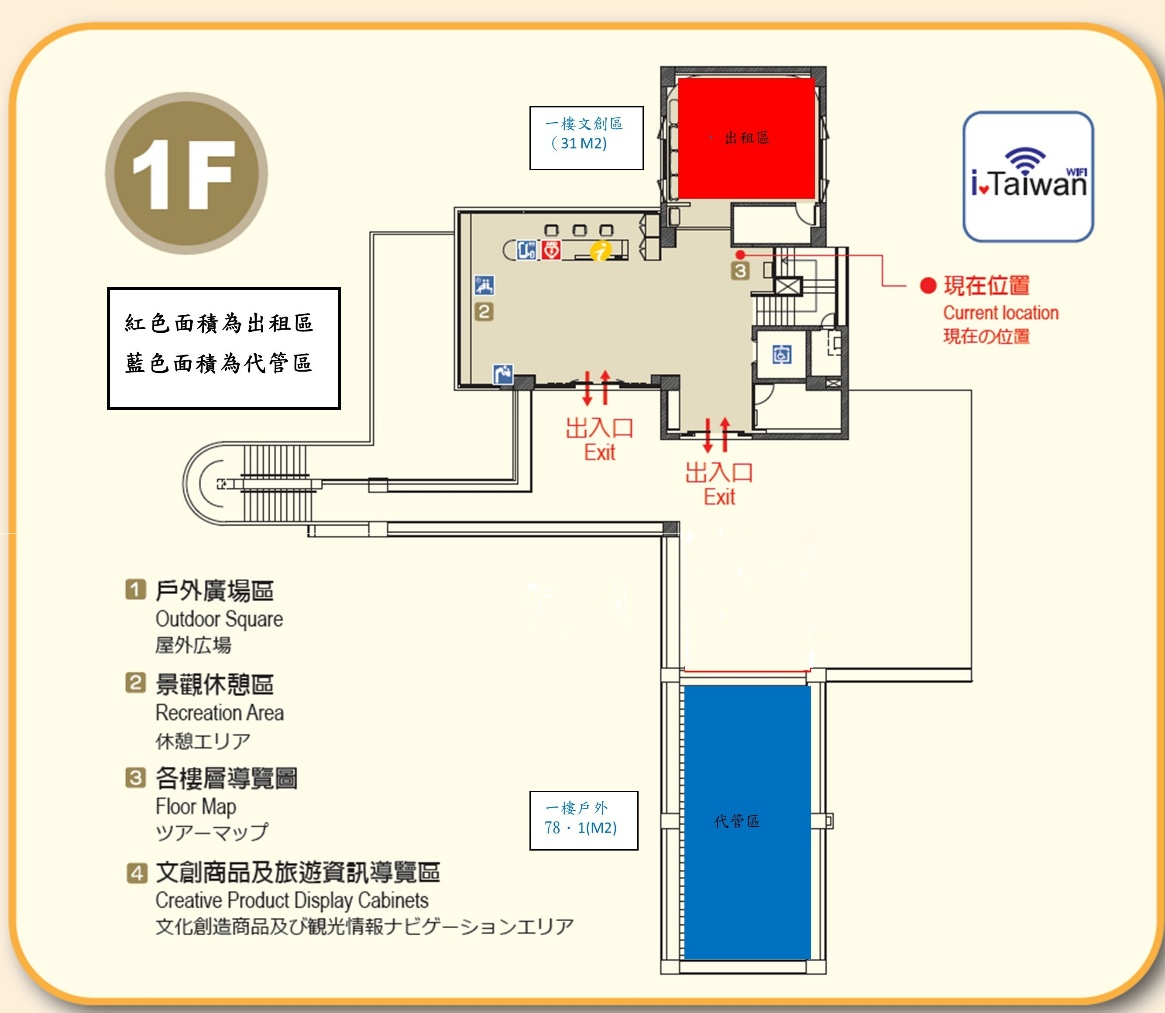 1F
一樓文創區
（31 M2)
出租區
i Taiwan
WIFI
紅色面積為出租區
藍色面積為代管區
i
AED
2
3
現在位置
Current location
現在の位置
出入口
Exit
出入口
Exit
1 戶外廣場區
Outdoor Square
屋外広場
2 景觀休憩區
Recreation Area
休憩エリア
3 各樓層導覽圖
Floor Map
ツアーマップ
4 文創商品及旅遊資訊導覽區
Creative Product Display Cabinets
文化創造商品及び観光情報ナビゲーションエリア
一樓戶外
78．1(M2)
代管區